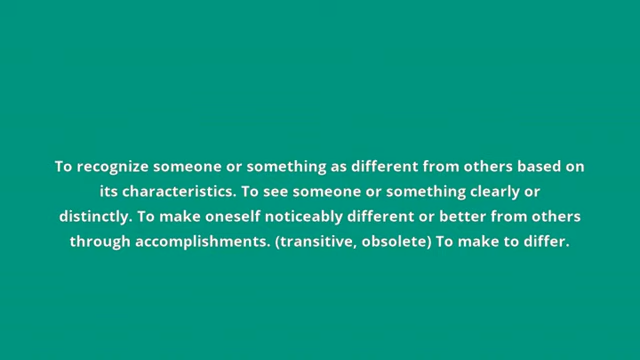 To recognize someone or something as different from others based on
its characteristics. To see someone or something clearly or
distinctly. To make oneself noticeably different or better from others
through accomplishments. (transitive, obsolete) To make to differ.